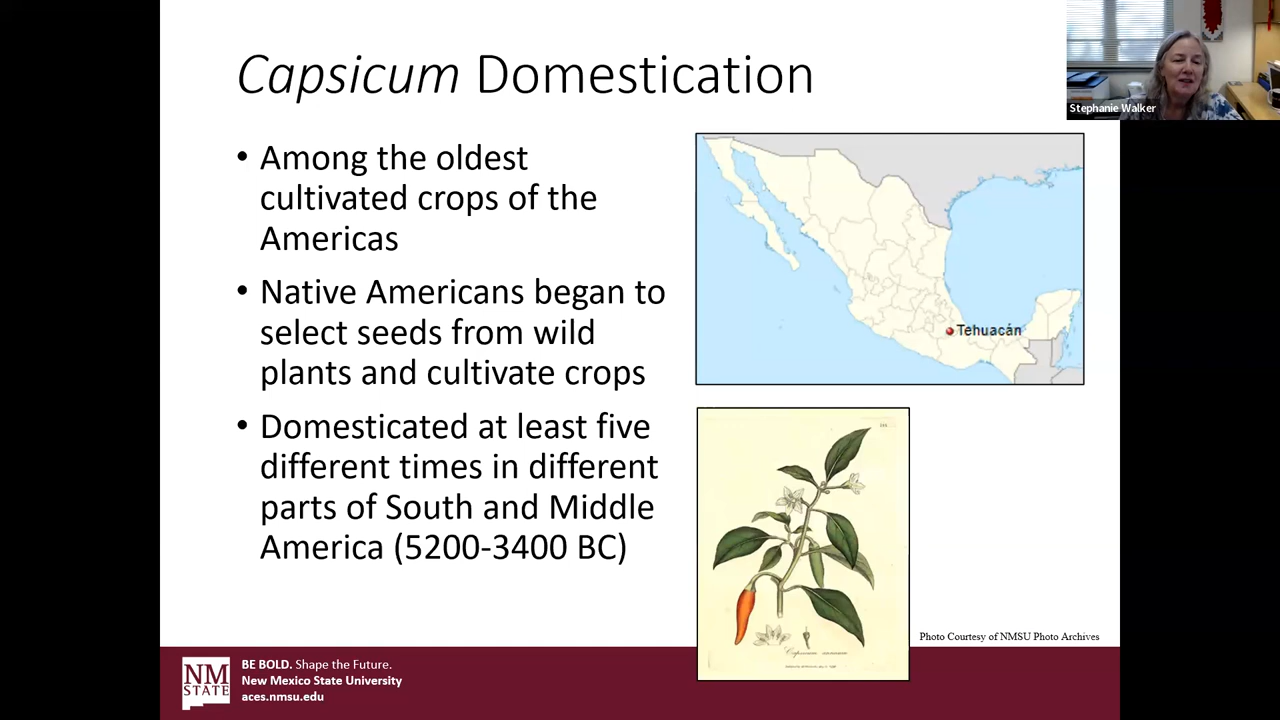 Capsicum Domestication
Stephanie Walker
• Among the oldest
cultivated crops of the
Americas
• Native Americans began to
select seeds from wild
plants and cultivate crops
• Domesticated at least five
different times in different
parts of South and Middle
America (5200-3400 BC)
Tehuacán
Photo Courtesy of NMSU Photo Archives
NM
STATE
BE BOLD. Shape the Future.
New Mexico State University
aces.nmsu.edu